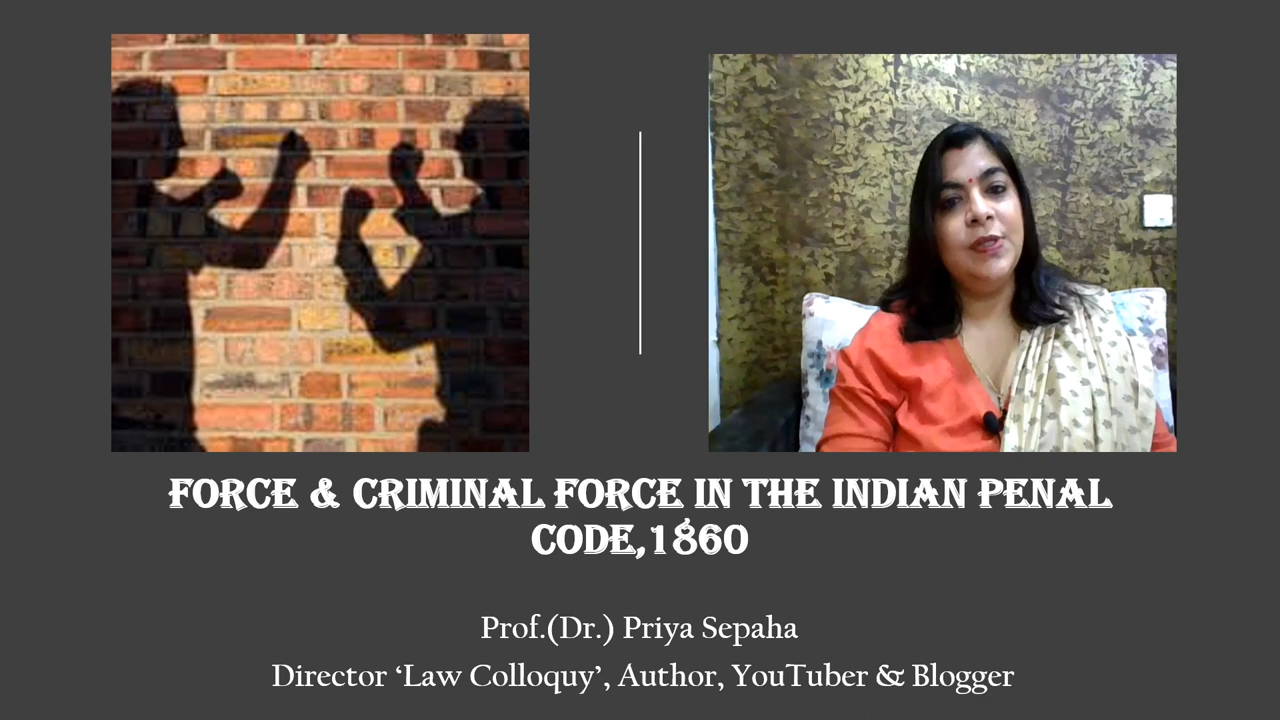 FORCE & CRIMINAL FORCE IN THE INDIAN PENAL
CODE,1860
Prof.(Dr.) Priya Sepaha
Director ‘Law Colloquy’, Author, YouTuber & Blogger